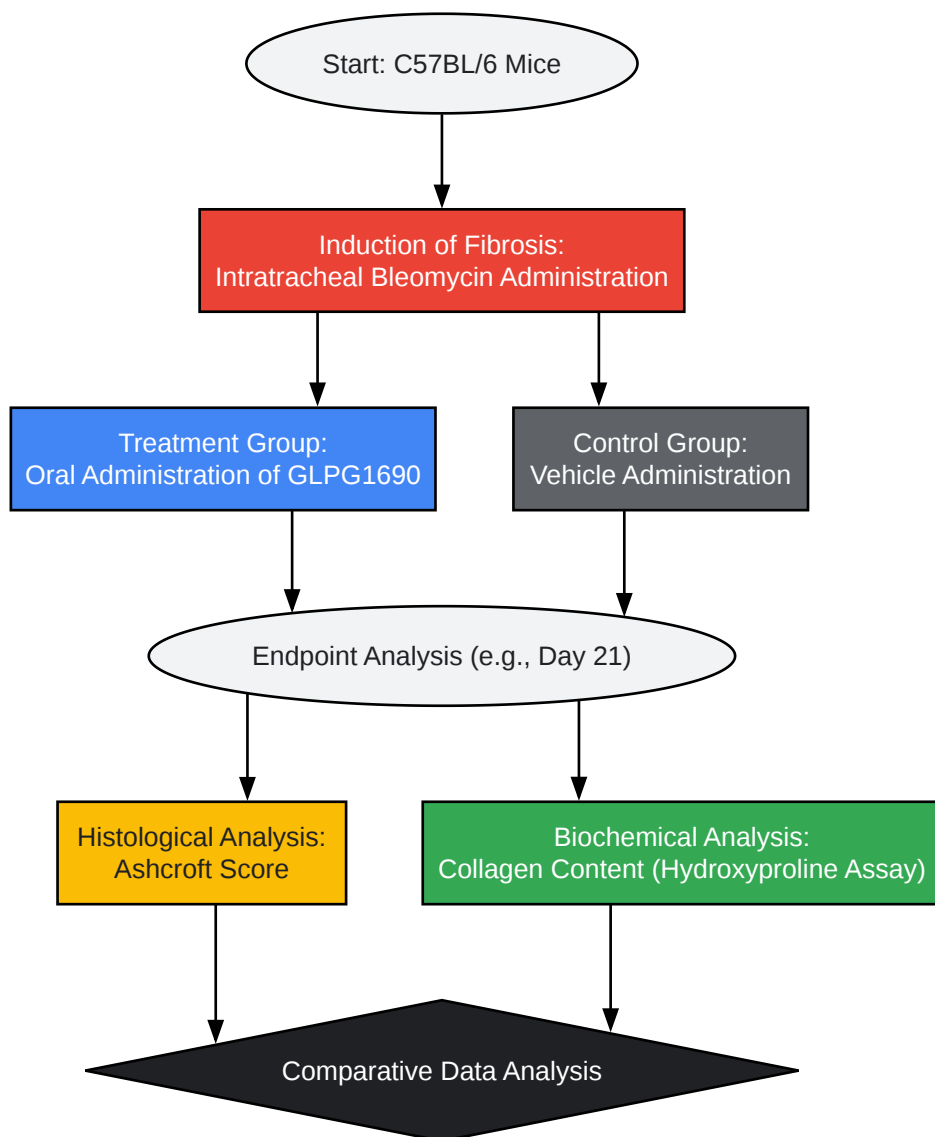 Start: C57BL/6 Mice
Induction of Fibrosis:
Intratracheal Bleomycin Administration
Treatment Group:
Oral Administration of GLPG1690
Control Group:
Vehicle Administration
Endpoint Analysis (e.g., Day 21)
Histological Analysis:
Ashcroft Score
Biochemical Analysis:
Collagen Content (Hydroxyproline Assay)
Comparative Data Analysis